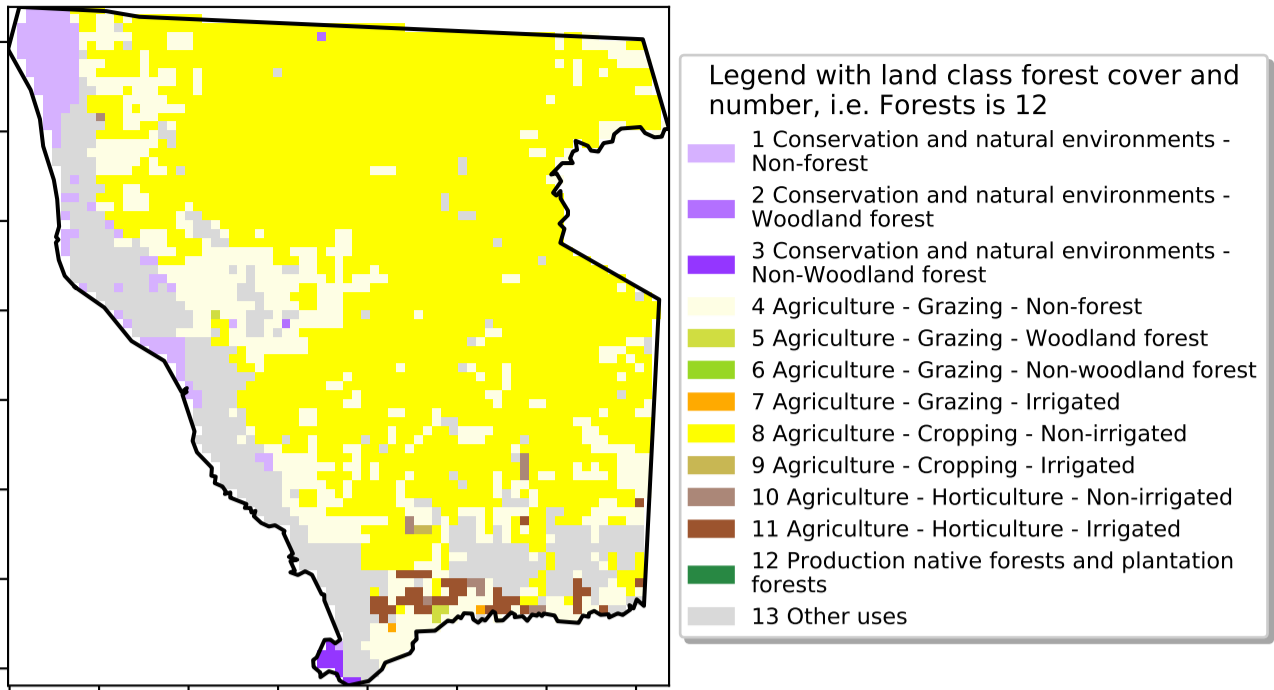 Legend with land class forest cover and
number, i.e. Forests is 12
1 Conservation and natural environments -
Non-forest
2 Conservation and natural environments -
Woodland forest
3 Conservation and natural environments -
Non-Woodland forest
4 Agriculture - Grazing - Non-forest
5 Agriculture - Grazing - Woodland forest
6 Agriculture - Grazing - Non-woodland forest
7 Agriculture - Grazing - Irrigated
8 Agriculture - Cropping - Non-irrigated
9 Agriculture - Cropping - Irrigated
10 Agriculture - Horticulture - Non-irrigated
11 Agriculture - Horticulture - Irrigated
12 Production native forests and plantation
forests
13 Other uses